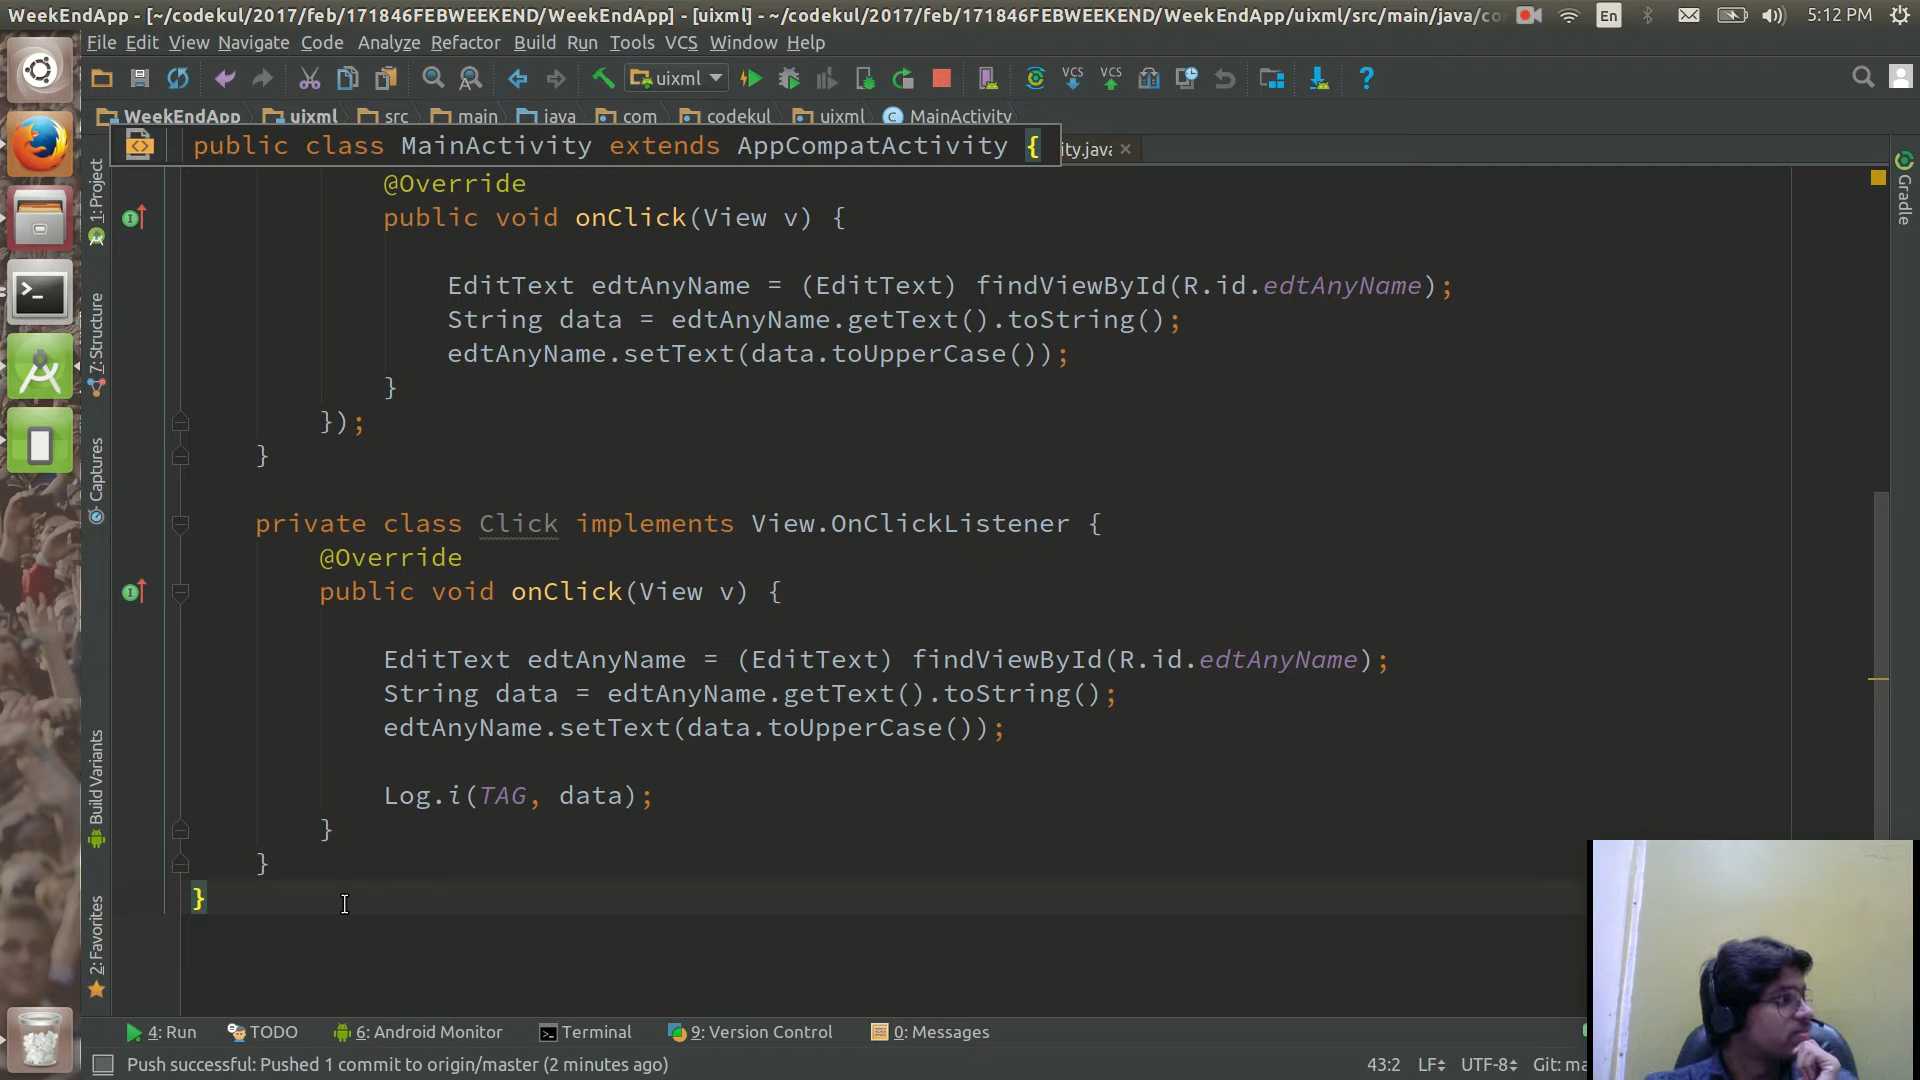 WeekEndApp - [~/codekul/2017/feb/171846FEBWEEKEND/WeekEndApp] - [uixml] - ~/codekul/2017/feb/171846FEBWEEKEND/WeekEndApp/uixml/src/main/java/co
En
5:12 PM
File Edit View Navigate Code Analyze Refactor Build Run Tools VCS Window Help
uixml
VCS VCS
WeekEndApp uixml src main java com codekul uixml MainActivity
public class MainActivity extends AppCompatActivity {
ity.java
@Override
public void onClick(View v) {
EditText edtAnyName = (EditText) findViewById(R.id.edtAnyName);
String data = edtAnyName.getText().toString();
edtAnyName.setText(data.toUpperCase());
}
});
}
private class Click implements View.OnClickListener {
@Override
public void onClick(View v) {
EditText edtAnyName = (EditText) findViewById(R.id.edtAnyName);
String data = edtAnyName.getText().toString();
edtAnyName.setText(data.toUpperCase());
Log.i(TAG, data);
}
}
}
1: Project
7: Structure
Captures
Build Variants
2: Favorites
Gradle
4: Run TODO 6: Android Monitor Terminal 9: Version Control 0: Messages
Push successful: Pushed 1 commit to origin/master (2 minutes ago)
43:2 LF UTF-8 Git: ma